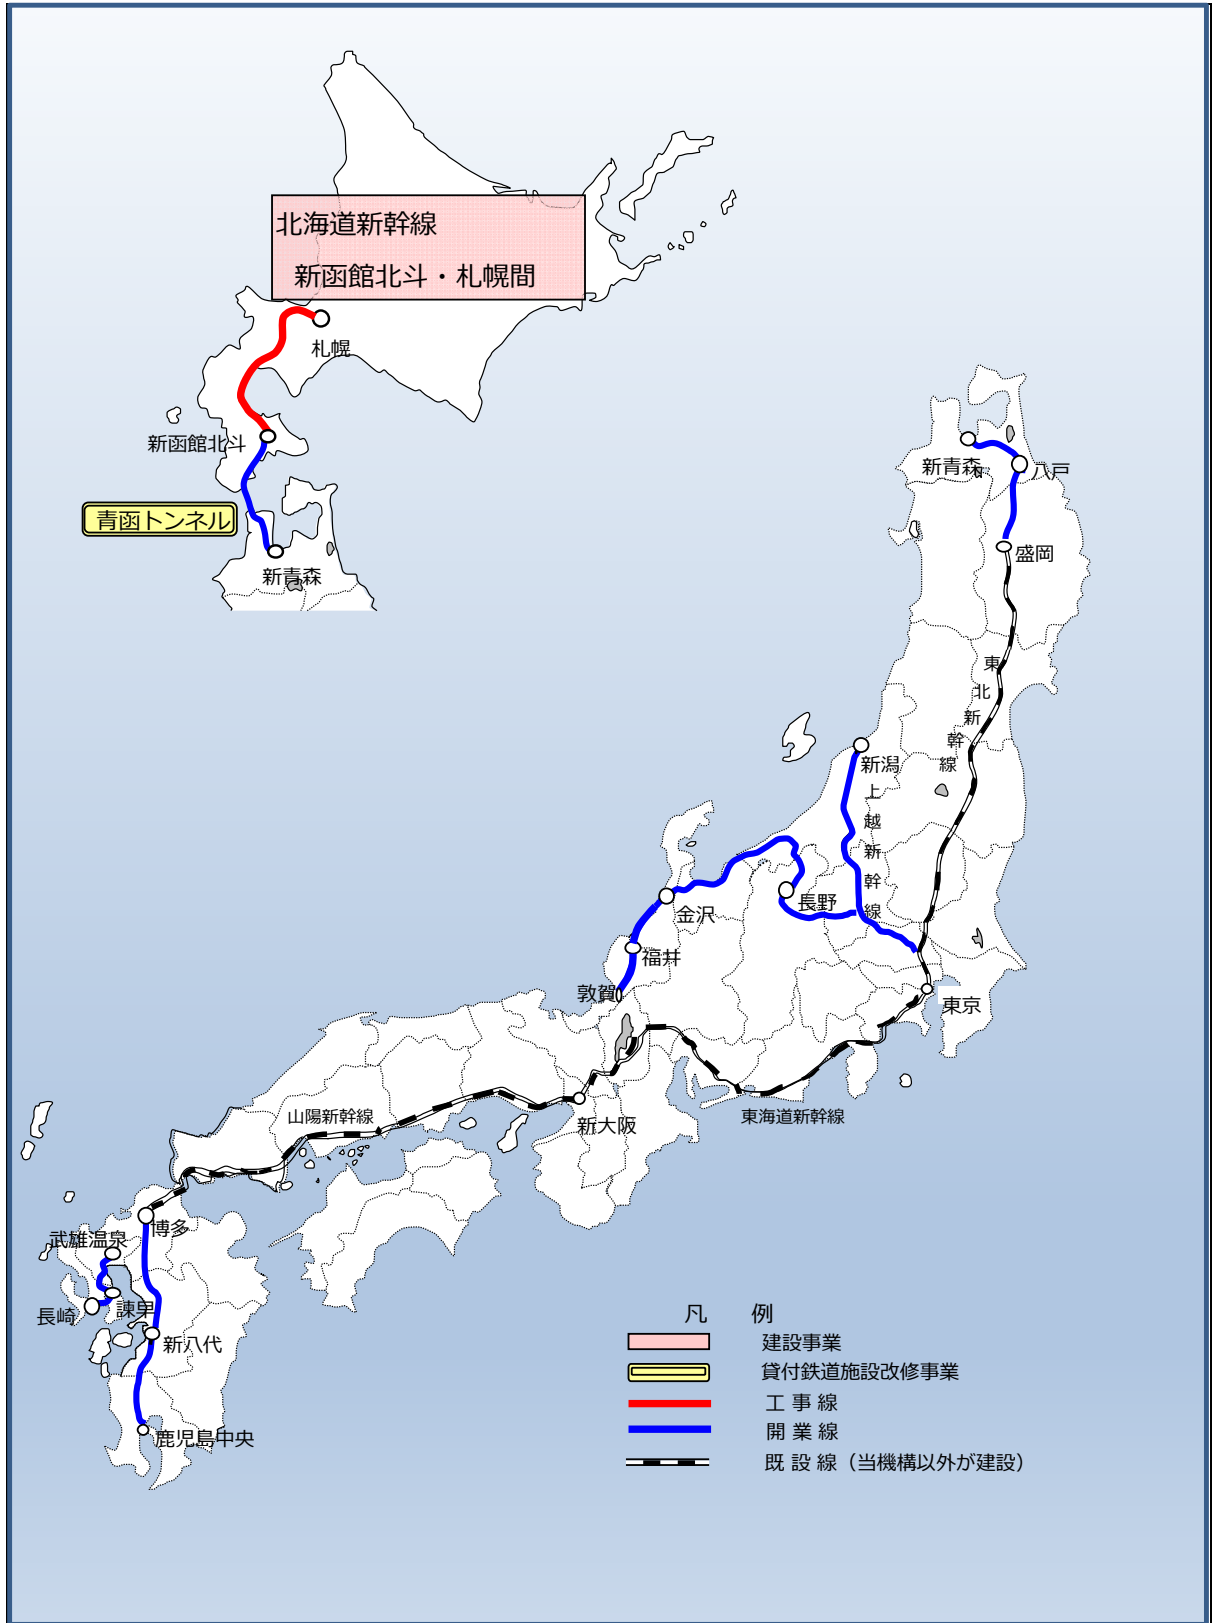 北海道新幹線
新函館北斗・札幌間
札幌
新函館北斗
青函トンネル
新青森
新青森
八戸
盛岡
東北新幹線
新潟
上越新幹線
長野
金沢
福井
敦賀
東京
東海道新幹線
新大阪
山陽新幹線
博多
武雄温泉
諫早
長崎
新八代
鹿児島中央
凡 例
建設事業
貸付鉄道施設改修事業
工 事 線
開 業 線
既 設 線（当機構以外が建設）